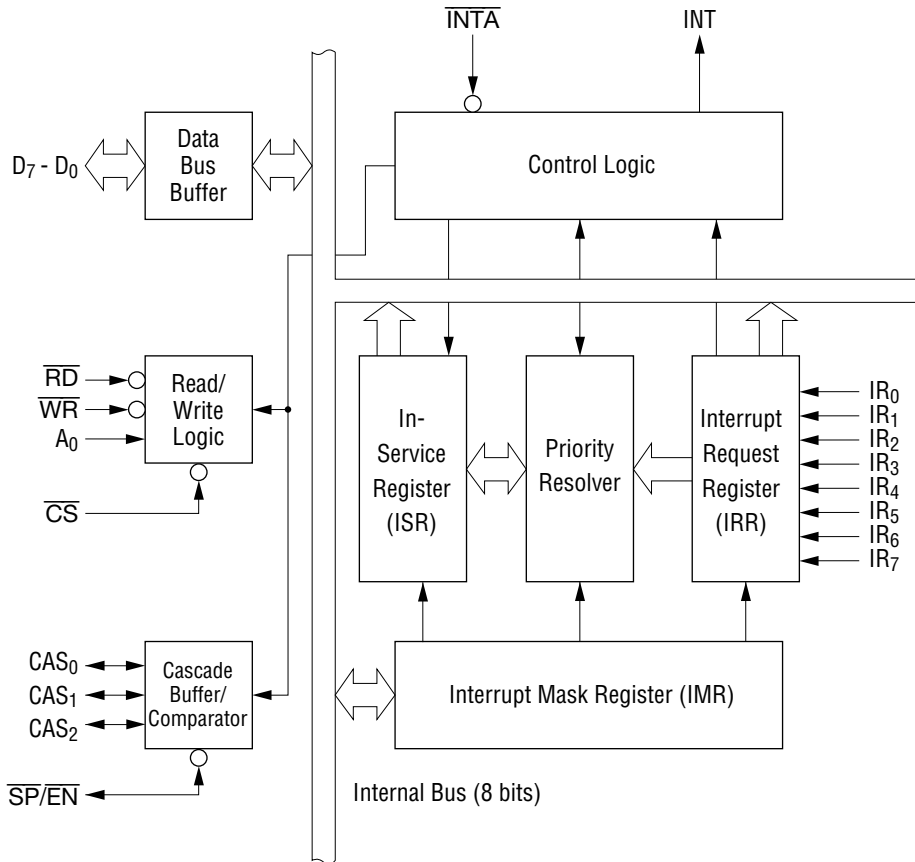 INTA INT
D7 - D0
Data
Bus
Buffer
Control Logic
RD
WR
A0
CS
Read/
Write
Logic
In-
Service
Register
(ISR)
Priority
Resolver
Interrupt
Request
Register
(IRR)
IR0
IR1
IR2
IR3
IR4
IR5
IR6
IR7
CAS0
CAS1
CAS2
Cascade
Buffer/
Comparator
SP/EN
Interrupt Mask Register (IMR)
Internal Bus (8 bits)